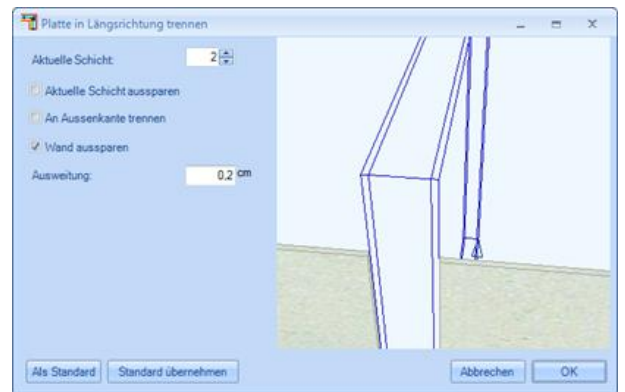 Platte in Längsrichtung trennen
Aktuelle Schicht: 2
Aktuelle Schicht aussparen
An Aussenkante trennen
Wand aussparen
Ausweitung: 0,2 cm
Als Standard Standard übernehmen Abbrechen OK